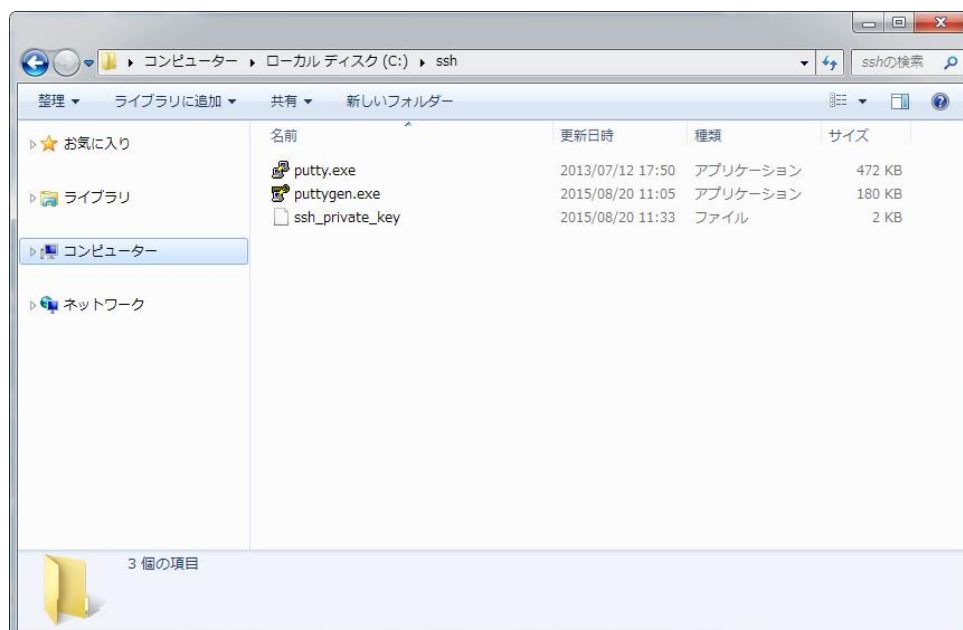 コンピューター ▸ ローカル ディスク (C:) ▸ ssh
sshの検索
整理 ライブラリに追加 共有 新しいフォルダー
お気に入り
ライブラリ
コンピューター
ネットワーク
名前 更新日時 種類 サイズ
putty.exe 2013/07/12 17:50 アプリケーション 472 KB
puttygen.exe 2015/08/20 11:05 アプリケーション 180 KB
ssh_private_key 2015/08/20 11:33 ファイル 2 KB
3 個の項目